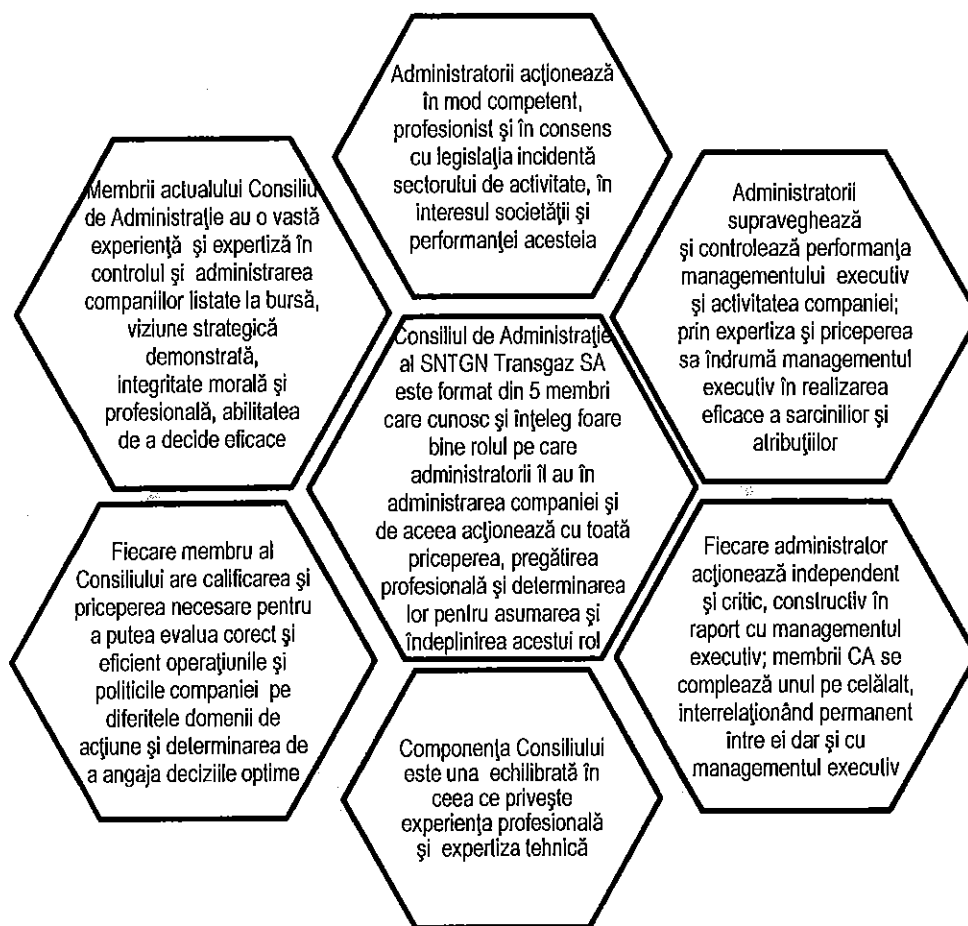 Administratorii acţionează
în mod competent,
profesionist şi în consens
cu legislaţia incidentă
sectorului de activitate, în
interesul societăţii şi
performanţei acesteia
Membrii actualului Consiliu
de Administraţie au o vastă
experienţă şi expertiză în
controlul şi administrarea
companiilor listate la bursă,
viziune strategică
demonstrată,
integritate morală şi
profesională, abilitatea
de a decide eficace
Administratorii
supraveghează
şi controlează performanţa
managementului executiv
şi activitatea companiei;
prin expertiza şi priceperea
sa îndrumă managementul
executiv în realizarea
eficace a sarcinilor şi
atribuţiilor
Consiliul de Administraţie
al SNTGN Transgaz SA
este format din 5 membri
care cunosc şi înţeleg foare
bine rolul pe care
administratorii îl au în
administrarea companiei şi
de aceea acţionează cu toată
priceperea, pregătirea
profesională şi determinarea
lor pentru asumarea şi
îndeplinirea acestui rol
Fiecare membru al
Consiliului are calificarea şi
priceperea necesare pentru
a putea evalua corect şi
eficient operaţiunile şi
politicile companiei pe
diferitele domenii de
acţiune şi determinarea de
a angaja deciziile optime
Fiecare administrator
acţionează independent
şi critic, constructiv în
raport cu managementul
executiv; membrii CA se
complează unul pe celălalt,
interrelaţionând permanent
între ei dar şi cu
managementul executiv
Componenţa Consiliului
este una echilibrată în
ceea ce priveşte
experienţa profesională
şi expertiza tehnică